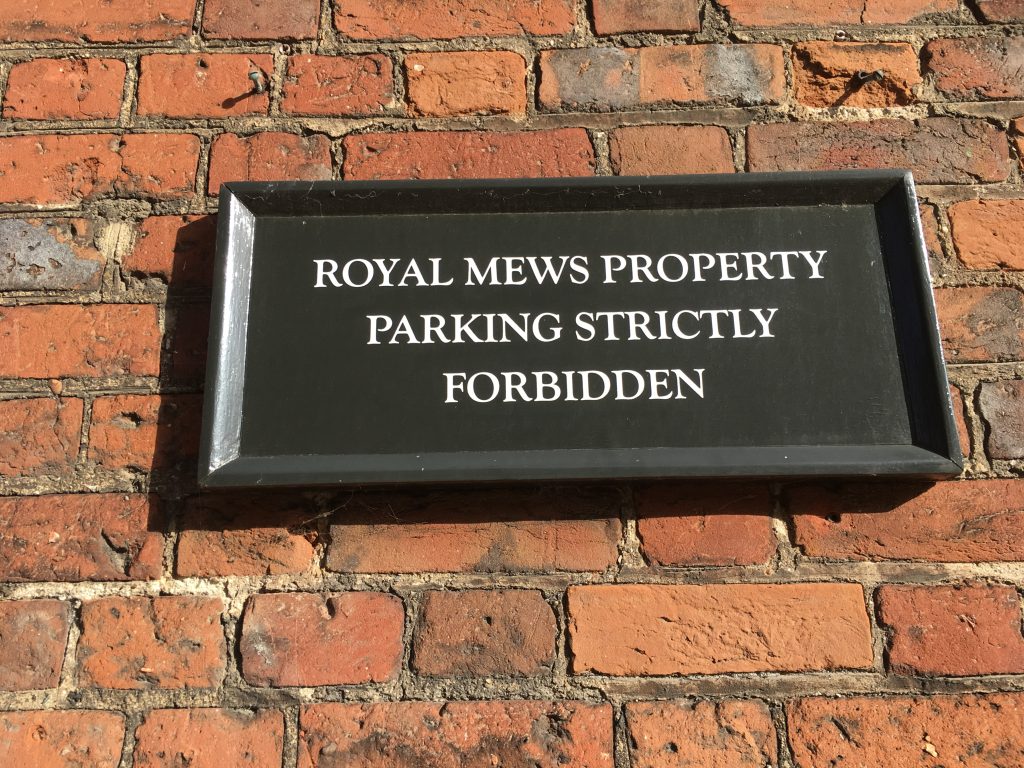 ROYAL MEWS PROPERTY
PARKING STRICTLY
FORBIDDEN